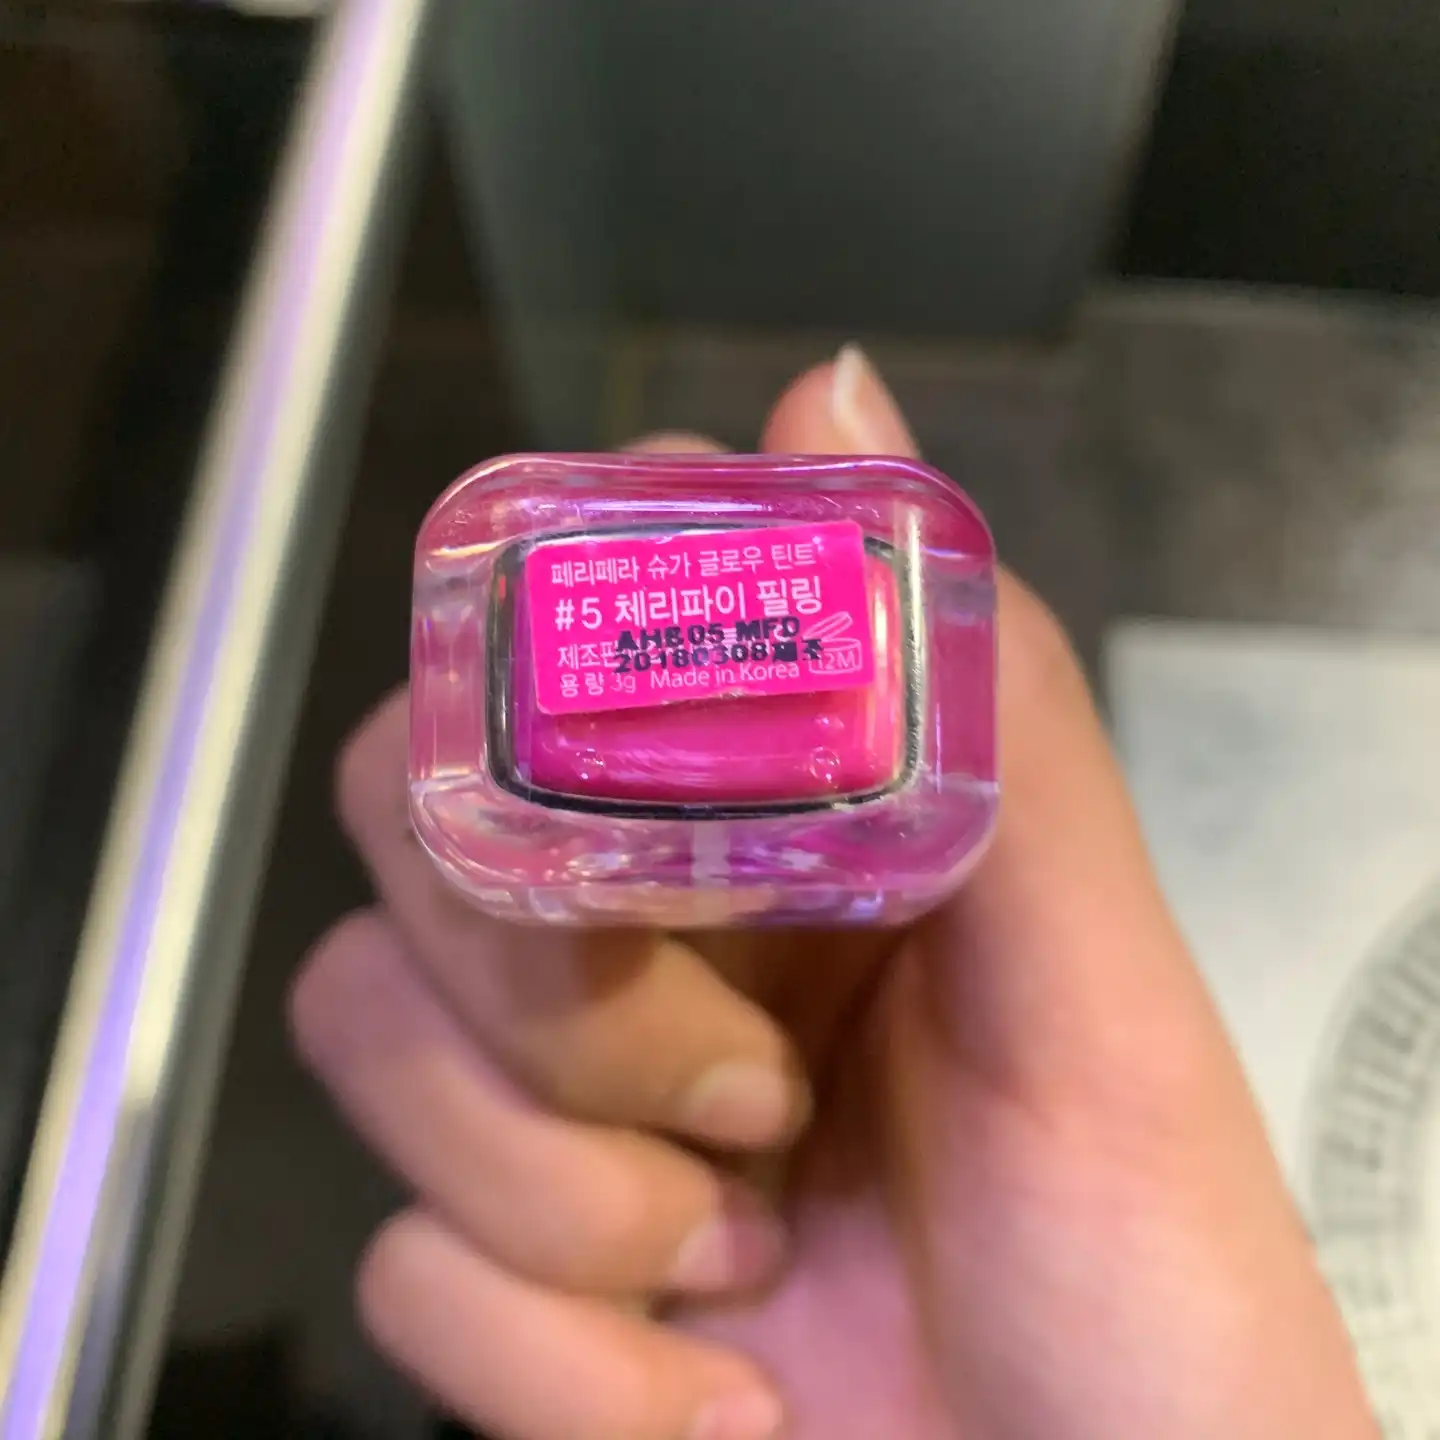 페리페라 슈가 글로우 틴트
#5 체리파이 필링
AH805 MFD
제조판
20180308제조
12M
용량 3g Made in Korea